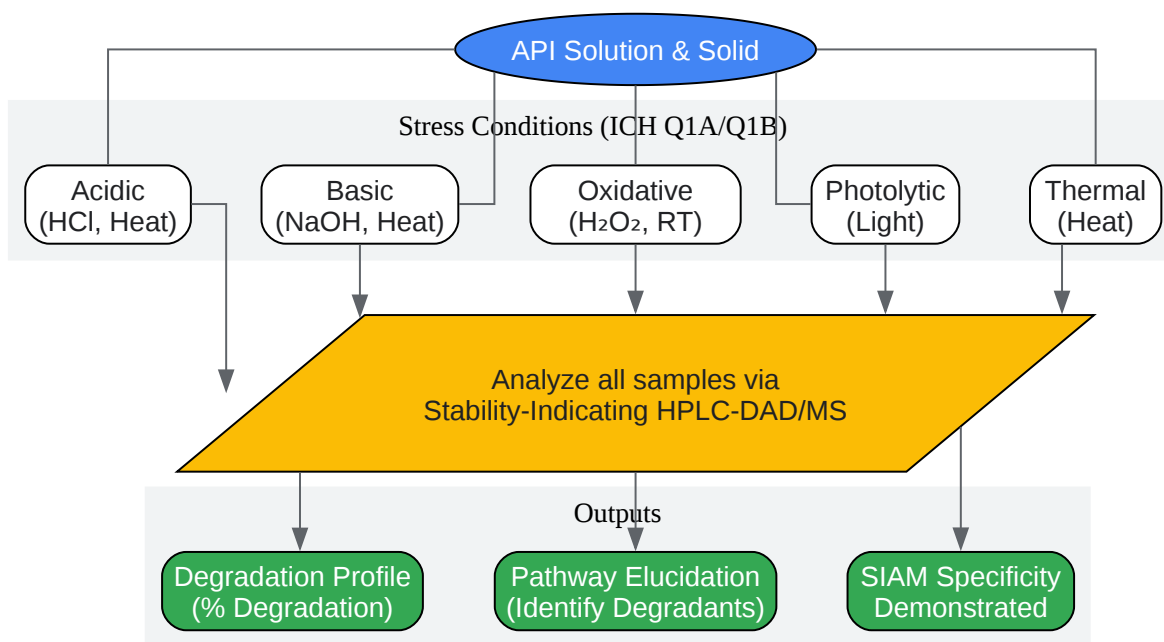 API Solution & Solid
Stress Conditions (ICH Q1A/Q1B)
Acidic
(HCl, Heat)
Basic
(NaOH, Heat)
Oxidative
(H₂O₂, RT)
Photolytic
(Light)
Thermal
(Heat)
Analyze all samples via
Stability-Indicating HPLC-DAD/MS
Outputs
Degradation Profile
(% Degradation)
Pathway Elucidation
(Identify Degradants)
SIAM Specificity
Demonstrated